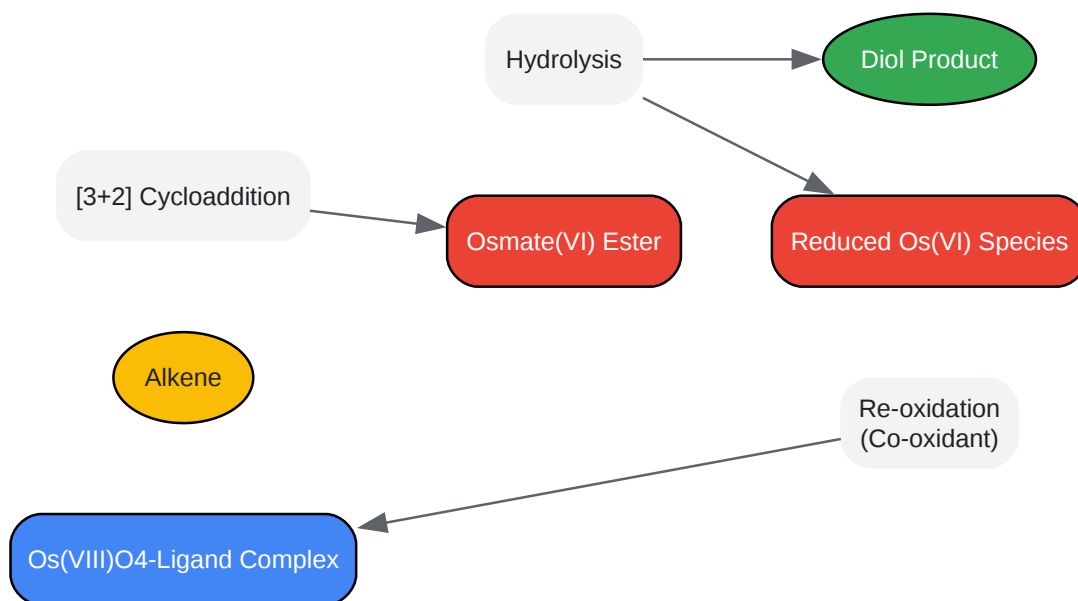 Hydrolysis
Diol Product
[3+2] Cycloaddition
Osmate(VI) Ester
Reduced Os(VI) Species
Alkene
Re-oxidation
(Co-oxidant)
Os(VIII)O4-Ligand Complex